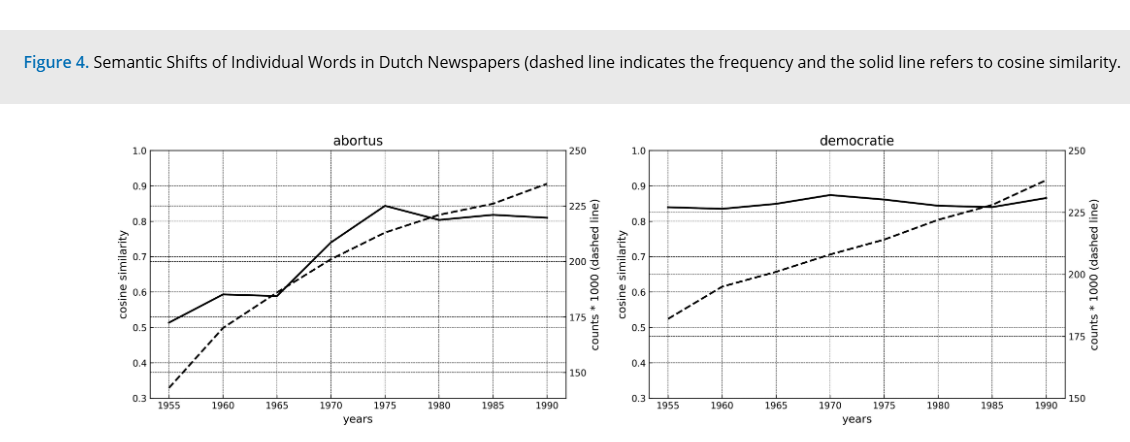 Figure 4. Semantic Shifts of Individual Words in Dutch Newspapers (dashed line indicates the frequency and the solid line refers to cosine similarity.
abortus
1.0
0.9
0.8
0.7
0.6
0.5
0.4
0.3
cosine similarity
250
225
200
175
150
counts * 1000 (dashed line)
1955 1960 1965 1970 1975 1980 1985 1990
years
democratie
1.0
0.9
0.8
0.7
0.6
0.5
0.4
0.3
cosine similarity
250
225
200
175
150
counts * 1000 (dashed line)
1955 1960 1965 1970 1975 1980 1985 1990
years